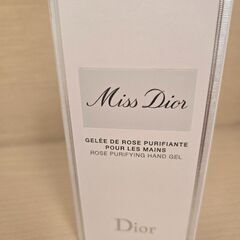 Miss Dior
GELÉE DE ROSE PURIFIANTE
POUR LES MAINS
ROSE PURIFYING HAND GEL
Dior